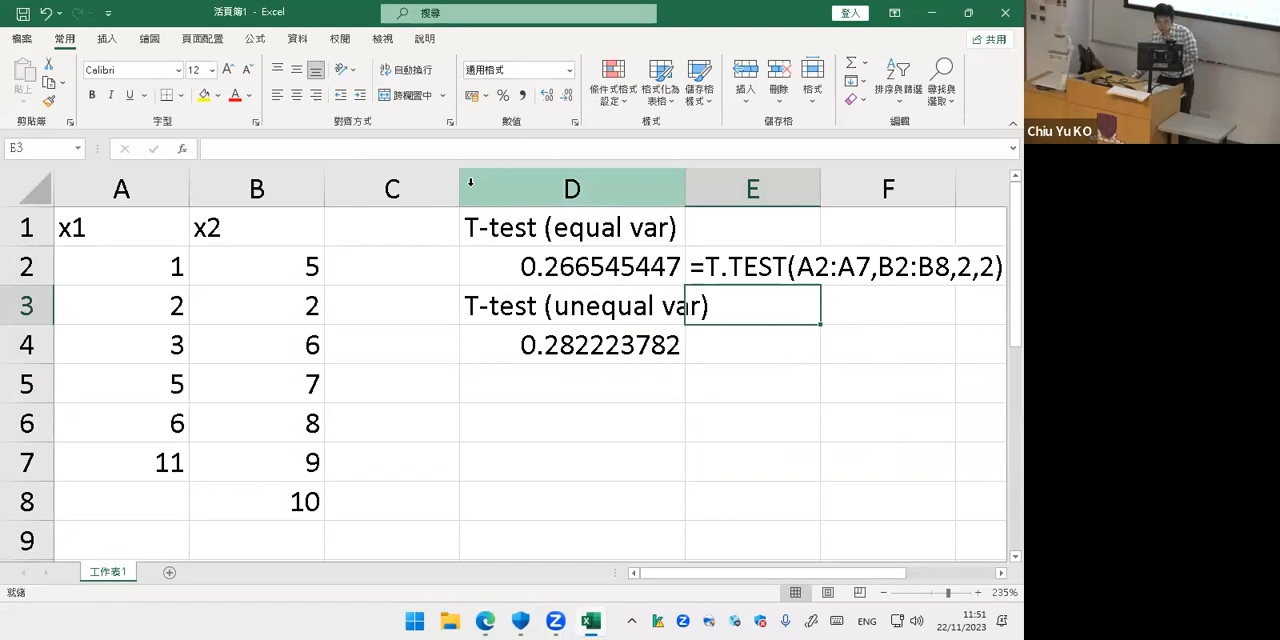 活頁簿1 - Excel
搜尋
登入
檔案 常用 插入 繪圖 頁面配置 公式 資料 校閱 檢視 說明
共用
貼上
Calibri 12
B I U A
自動換行
跨欄置中
通用格式
條件式格式設定
格式化為表格
儲存格樣式
插入 刪除 格式
排序與篩選
尋找與選取
剪貼簿 字型 對齊方式 數值 樣式 儲存格 編輯
E3 fx
A B C D E F
1 x1 x2 T-test (equal var)
2 1 5 0.266545447 =T.TEST(A2:A7,B2:B8,2,2)
3 2 2 T-test (unequal var)
4 3 6 0.282223782
5 5 7
6 6 8
7 11 9
8 10
9
工作表1
就緒
235%
ENG
11:51
22/11/2023
Chiu Yu KO